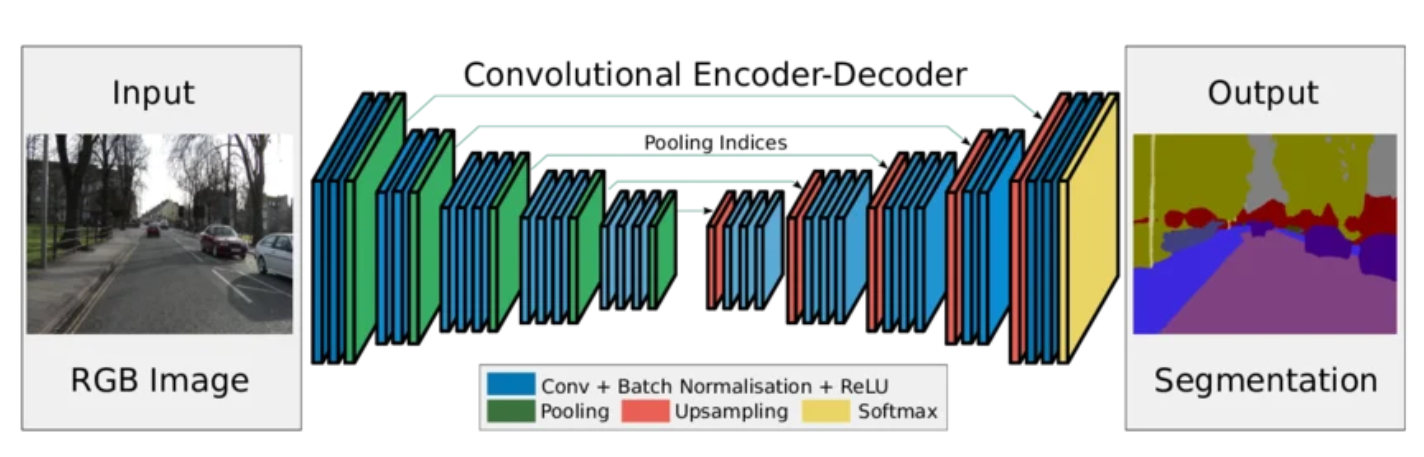 Input
RGB Image
Convolutional Encoder-Decoder
Pooling Indices
Conv + Batch Normalisation + ReLU
Pooling Upsampling Softmax
Output
Segmentation